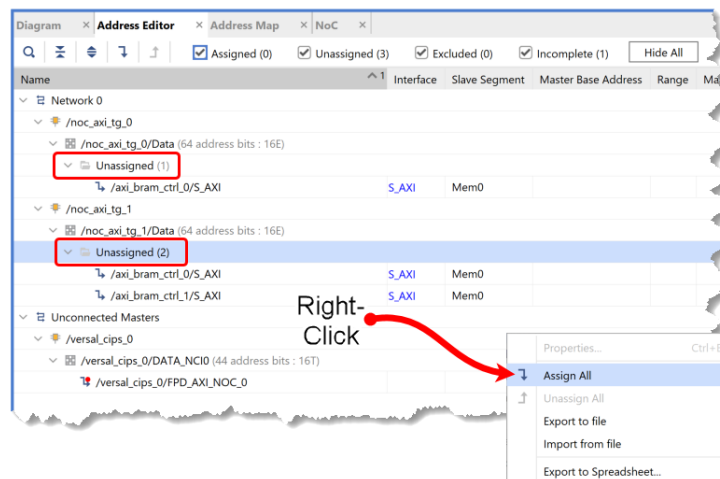 Diagram × Address Editor × Address Map × NoC ×
Assigned (0) Unassigned (3) Excluded (0) Incomplete (1) Hide All
Name 1 Interface Slave Segment Master Base Address Range
Network 0
/noc_axi_tg_0
/noc_axi_tg_0/Data (64 address bits : 16E)
Unassigned (1)
/axi_bram_ctrl_0/S_AXI S_AXI Mem0
/noc_axi_tg_1
/noc_axi_tg_1/Data (64 address bits : 16E)
Unassigned (2)
/axi_bram_ctrl_0/S_AXI S_AXI Mem0
/axi_bram_ctrl_1/S_AXI S_AXI Mem0
Unconnected Masters
Right-
Click
/versal_cips_0
/versal_cips_0/DATA_NCI0 (44 address bits : 16T)
/versal_cips_0/FPD_AXI_NOC_0
Properties...
Assign All
Unassign All
Export to file
Import from file
Export to Spreadsheet...